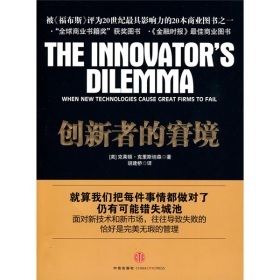 被《福布斯》评为20世纪最具影响力的20本商业图书之一
·“全球商业书籍奖”获奖图书 ·《金融时报》最佳商业图书
THE INNOVATOR'S
DILEMMA
WHEN NEW TECHNOLOGIES CAUSE GREAT FIRMS TO FAIL
创新者的窘境
[美]克莱顿·克里斯坦森◎著
胡建桥◎译
就算我们把每件事情都做对了
仍有可能错失城池
面对新技术和新市场，往往导致失败的
恰好是完美无瑕的管理
中信出版社·CHINA CITIC PRESS